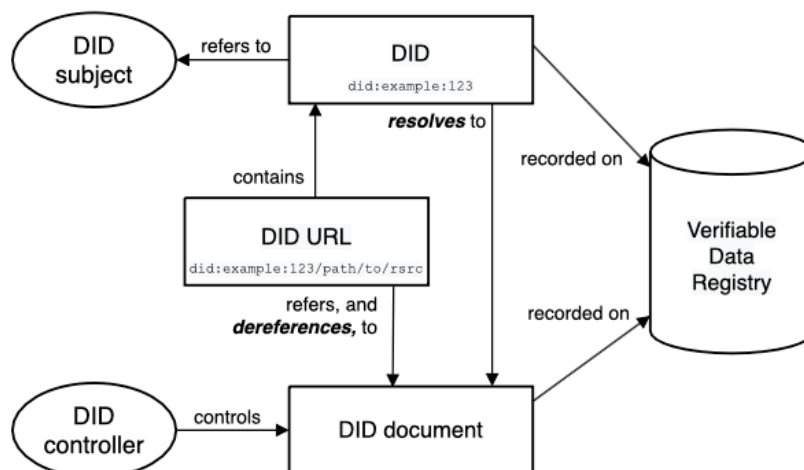 DID
subject
refers to
DID
did:example:123
resolves to
recorded on
contains
DID URL
did:example:123/path/to/rsrc
Verifiable
Data
Registry
refers, and
dereferences, to
recorded on
DID
controller
controls
DID document